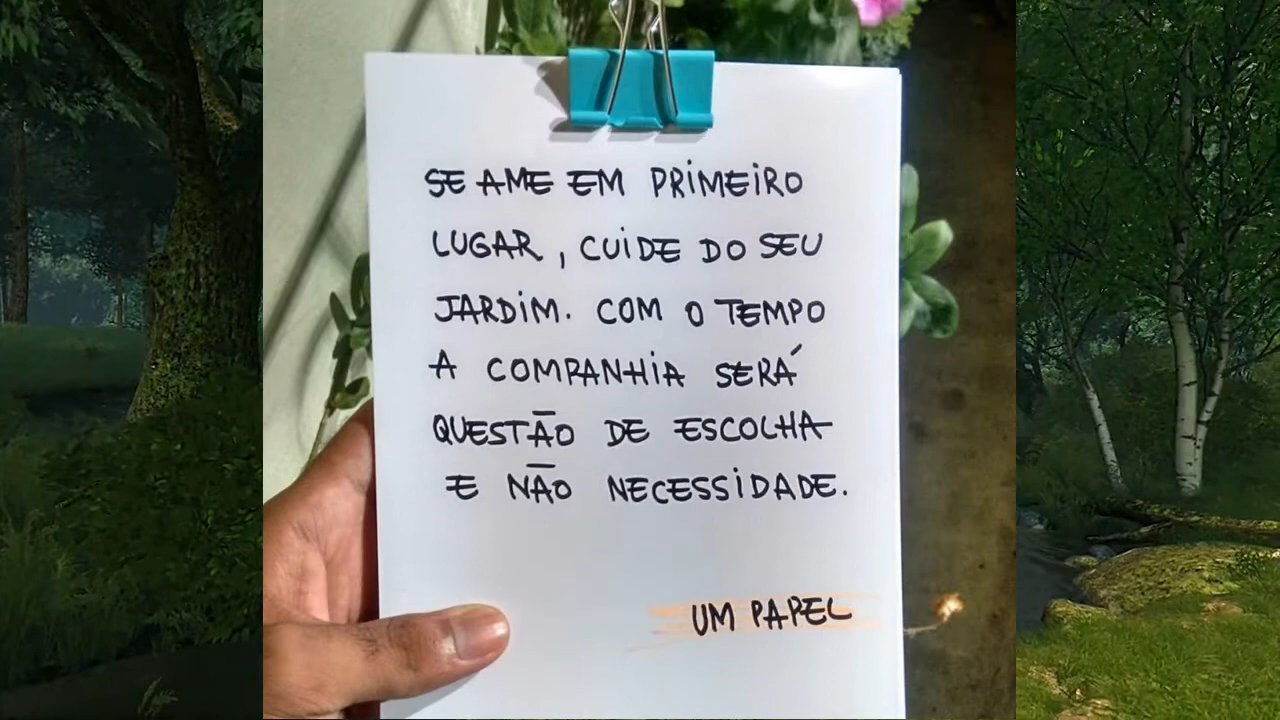 SE AME EM PRIMEIRO
LUGAR, CUIDE DO SEU
JARDIM. COM O TEMPO
A COMPANHIA SERÁ
QUESTÃO DE ESCOLHA
E NÃO NECESSIDADE.
UM PAPEL